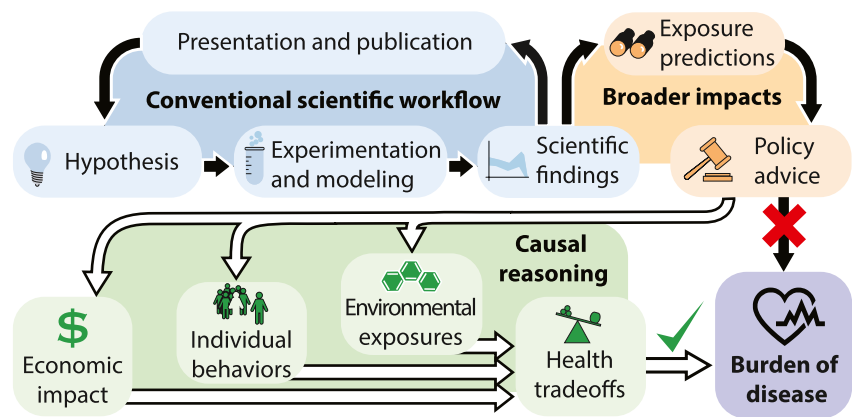 Presentation and publication
Exposure
predictions
Conventional scientific workflow
Broader impacts
Hypothesis
Experimentation
and modeling
Scientific
findings
Policy
advice
Causal
reasoning
$
Economic
impact
Individual
behaviors
Environmental
exposures
Health
tradeoffs
Burden of
disease